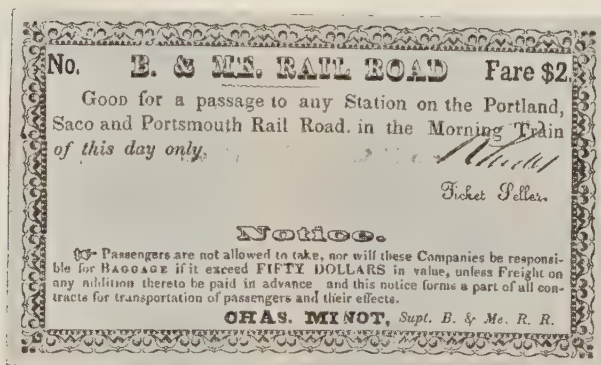 No. B. & ME. RAIL ROAD Fare $2.
GOOD for a passage to any Station on the Portland,
Saco and Portsmouth Rail Road. in the Morning Train
of this day only.
Ticket Seller.
Notice.
☞ Passengers are not allowed to take, nor will these Companies be responsi-
ble for BAGGAGE if it exceed FIFTY DOLLARS in value, unless Freight on
any addition thereto be paid in advance and this notice forms a part of all con-
tracts for transportation of passengers and their effects.
CHAS. MINOT, Supt. B. & Me. R. R.